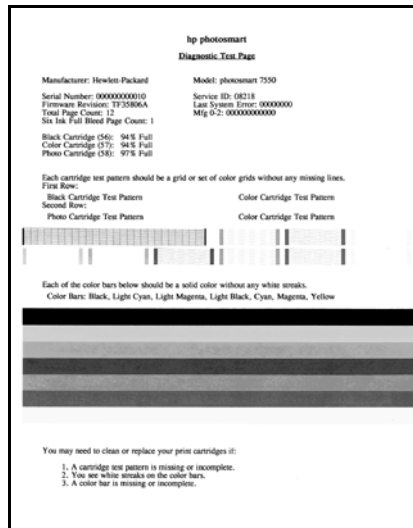 hp photosmart
Diagnostic Test Page
Manufacturer: Hewlett-Packard Model: photosmart 7550
Serial Number: 000000000010 Service ID: 08218
Firmware Revision: TF35806A Last System Error: 00000000
Total Page Count: 12 Mfg 0-2: 000000000000
Six Ink Full Bleed Page Count: 1
Black Cartridge (56): 94% Full
Color Cartridge (57): 94% Full
Photo Cartridge (58): 97% Full
Each cartridge test pattern should be a grid or set of color grids without any missing lines.
First Row:
Black Cartridge Test Pattern Color Cartridge Test Pattern
Second Row:
Photo Cartridge Test Pattern Color Cartridge Test Pattern
Each of the color bars below should be a solid color without any white streaks.
Color Bars: Black, Light Cyan, Light Magenta, Light Black, Cyan, Magenta, Yellow
You may need to clean or replace your print cartridges if:
1. A cartridge test pattern is missing or incomplete.
2. You see white streaks on the color bars.
3. A color bar is missing or incomplete.